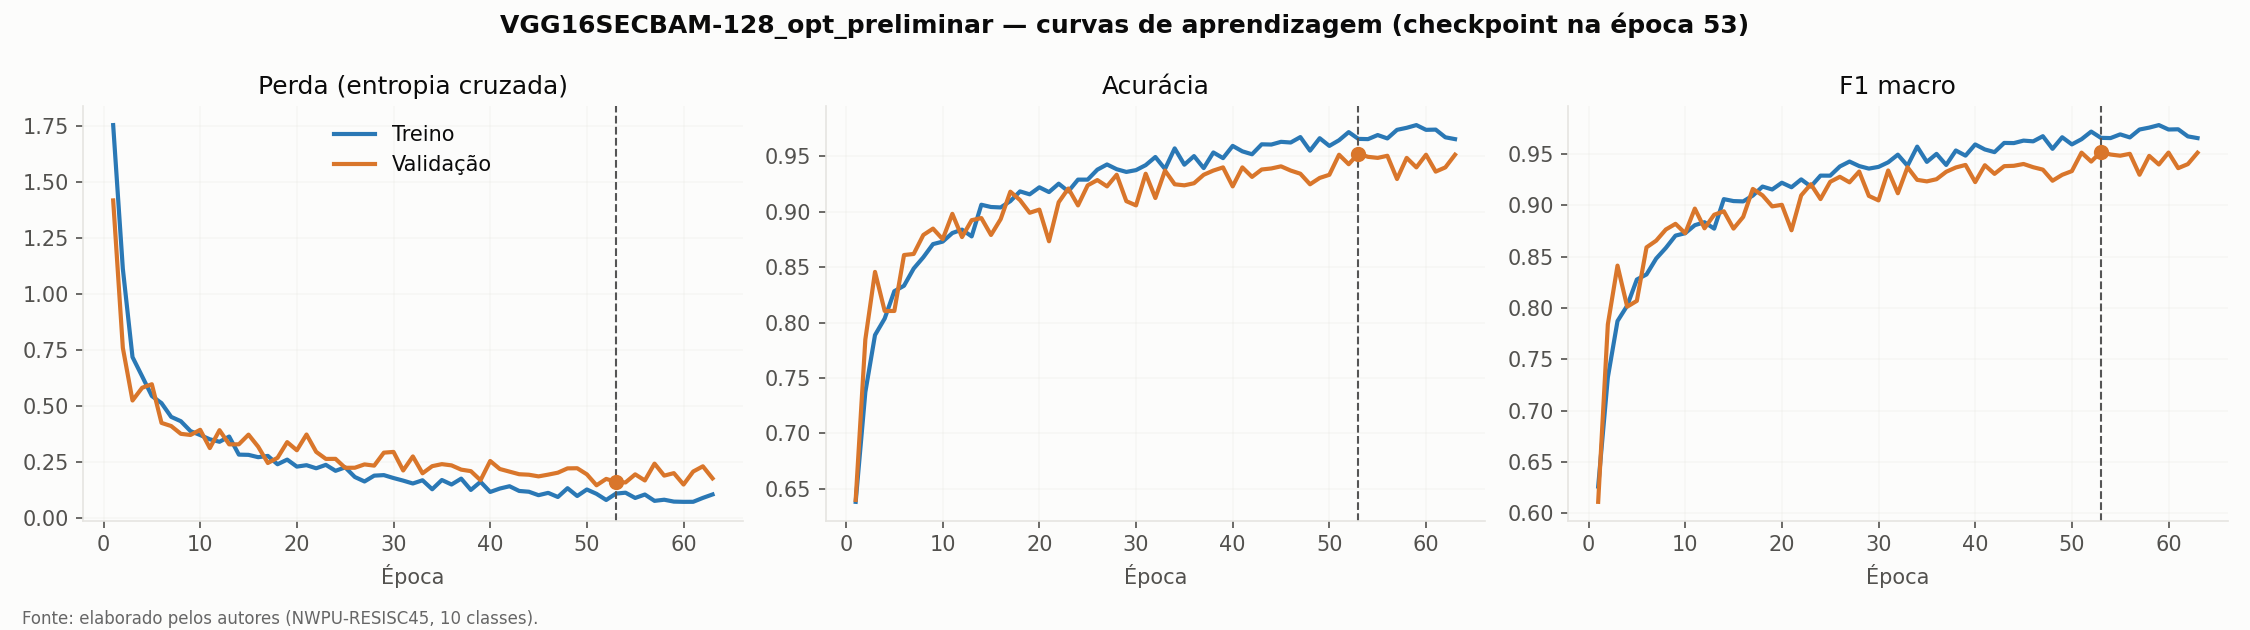 VGG16SECBAM-128_opt_preliminar — curvas de aprendizagem (checkpoint na época 53)
Perda (entropia cruzada)
Treino
Validação
1.75
1.50
1.25
1.00
0.75
0.50
0.25
0.00
0 10 20 30 40 50 60
Época
Acurácia
0.95
0.90
0.85
0.80
0.75
0.70
0.65
0 10 20 30 40 50 60
Época
F1 macro
0.95
0.90
0.85
0.80
0.75
0.70
0.65
0.60
0 10 20 30 40 50 60
Época
Fonte: elaborado pelos autores (NWPU-RESISC45, 10 classes).